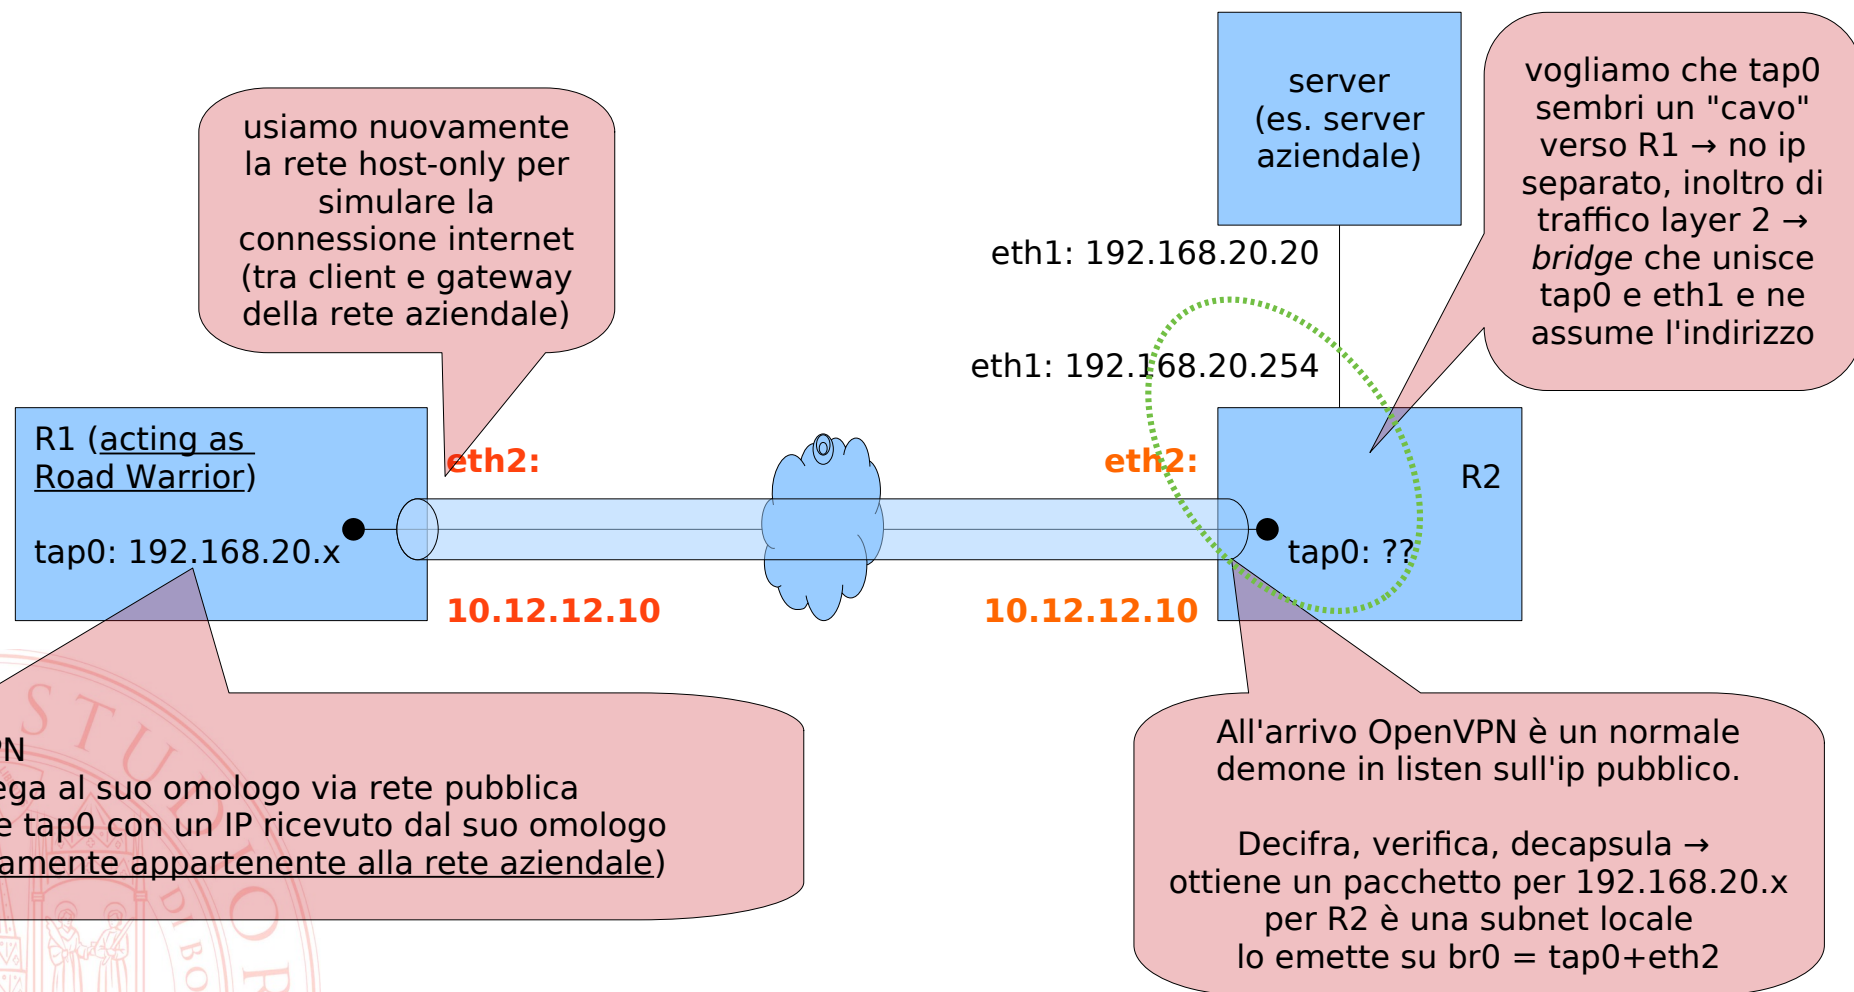 usiamo nuovamente
la rete host-only per
simulare la
connessione internet
(tra client e gateway
della rete aziendale)
server
(es. server
aziendale)
vogliamo che tap0
sembri un "cavo"
verso R1 → no ip
separato, inoltro di
traffico layer 2 →
bridge che unisce
tap0 e eth1 e ne
assume l'indirizzo
eth1: 192.168.20.20
eth1: 192.168.20.254
R1 (acting as
Road Warrior)
tap0: 192.168.20.x
eth2:
10.12.12.10
eth2:
10.12.12.10
R2
tap0: ??
al suo omologo via rete pubblica
tap0 con un IP ricevuto dal suo omologo
appartenente alla rete aziendale)
All'arrivo OpenVPN è un normale
demone in listen sull'ip pubblico.
Decifra, verifica, decapsula →
ottiene un pacchetto per 192.168.20.x
per R2 è una subnet locale
lo emette su br0 = tap0+eth2
STUDIOR
DI BO